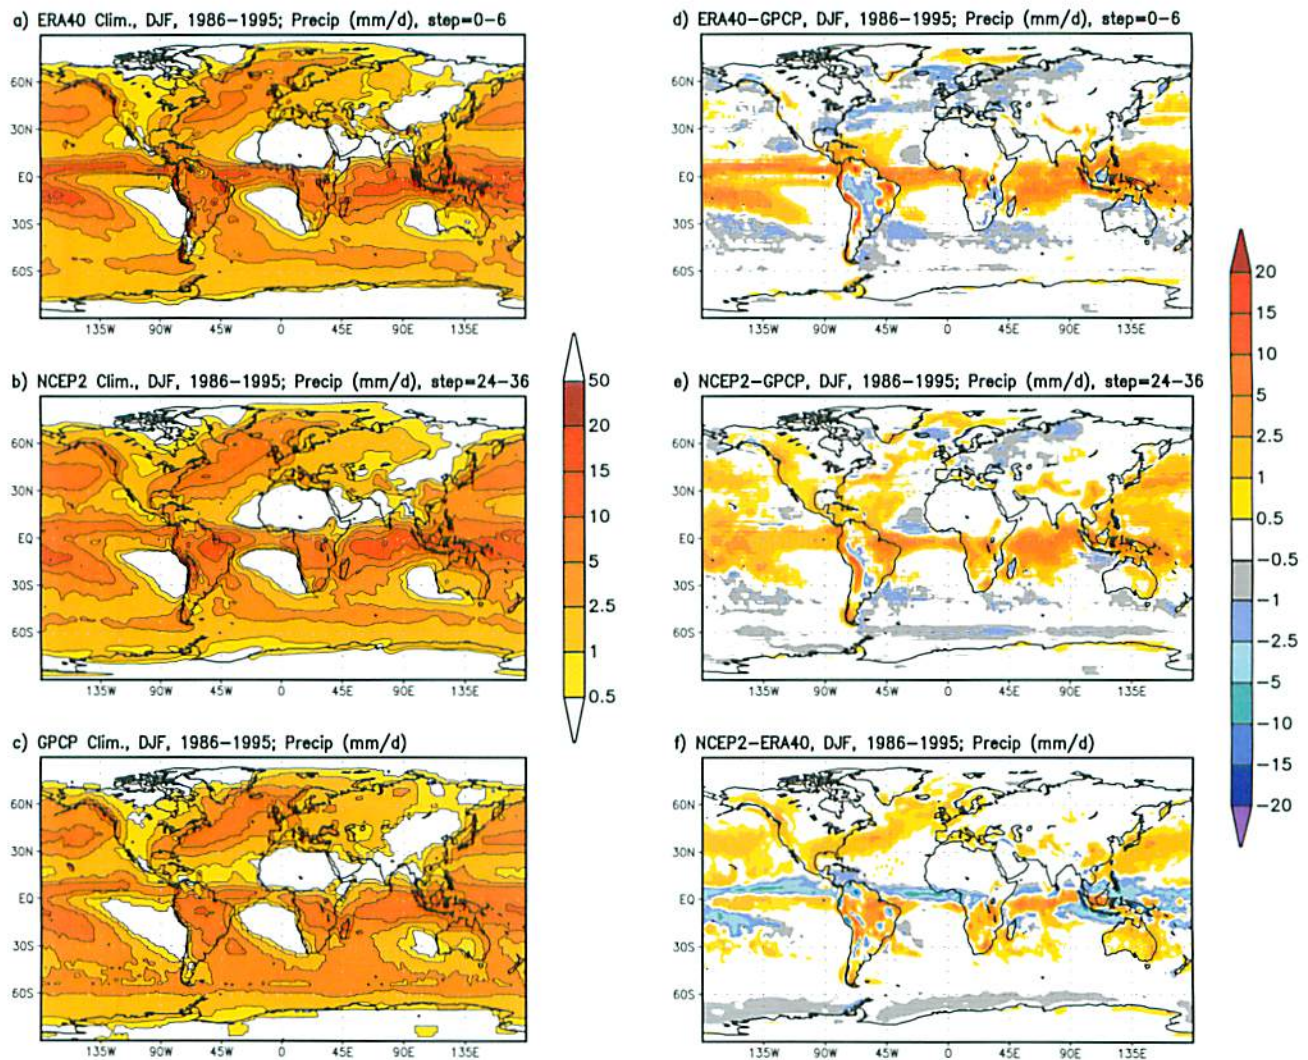 a) ERA40 Clim., DJF, 1986-1995; Precip (mm/d), step=0-6
60N
30N
EQ
30S
60S
135W 90W 45W 0 45E 90E 135E
b) NCEP2 Clim., DJF, 1986-1995; Precip (mm/d), step=24-36
60N
30N
EQ
30S
60S
135W 90W 45W 0 45E 90E 135E
c) GPCP Clim., DJF, 1986-1995; Precip (mm/d)
60N
30N
EQ
30S
60S
135W 90W 45W 0 45E 90E 135E
50
20
15
10
5
2.5
1
0.5
d) ERA40-GPCP, DJF, 1986-1995; Precip (mm/d), step=0-6
60N
30N
EQ
30S
60S
135W 90W 45W 0 45E 90E 135E
e) NCEP2-GPCP, DJF, 1986-1995; Precip (mm/d), step=24-36
60N
30N
EQ
30S
60S
135W 90W 45W 0 45E 90E 135E
f) NCEP2-ERA40, DJF, 1986-1995; Precip (mm/d)
60N
30N
EQ
30S
60S
135W 90W 45W 0 45E 90E 135E
20
15
10
5
2.5
1
0.5
-0.5
-1
-2.5
-5
-10
-15
-20